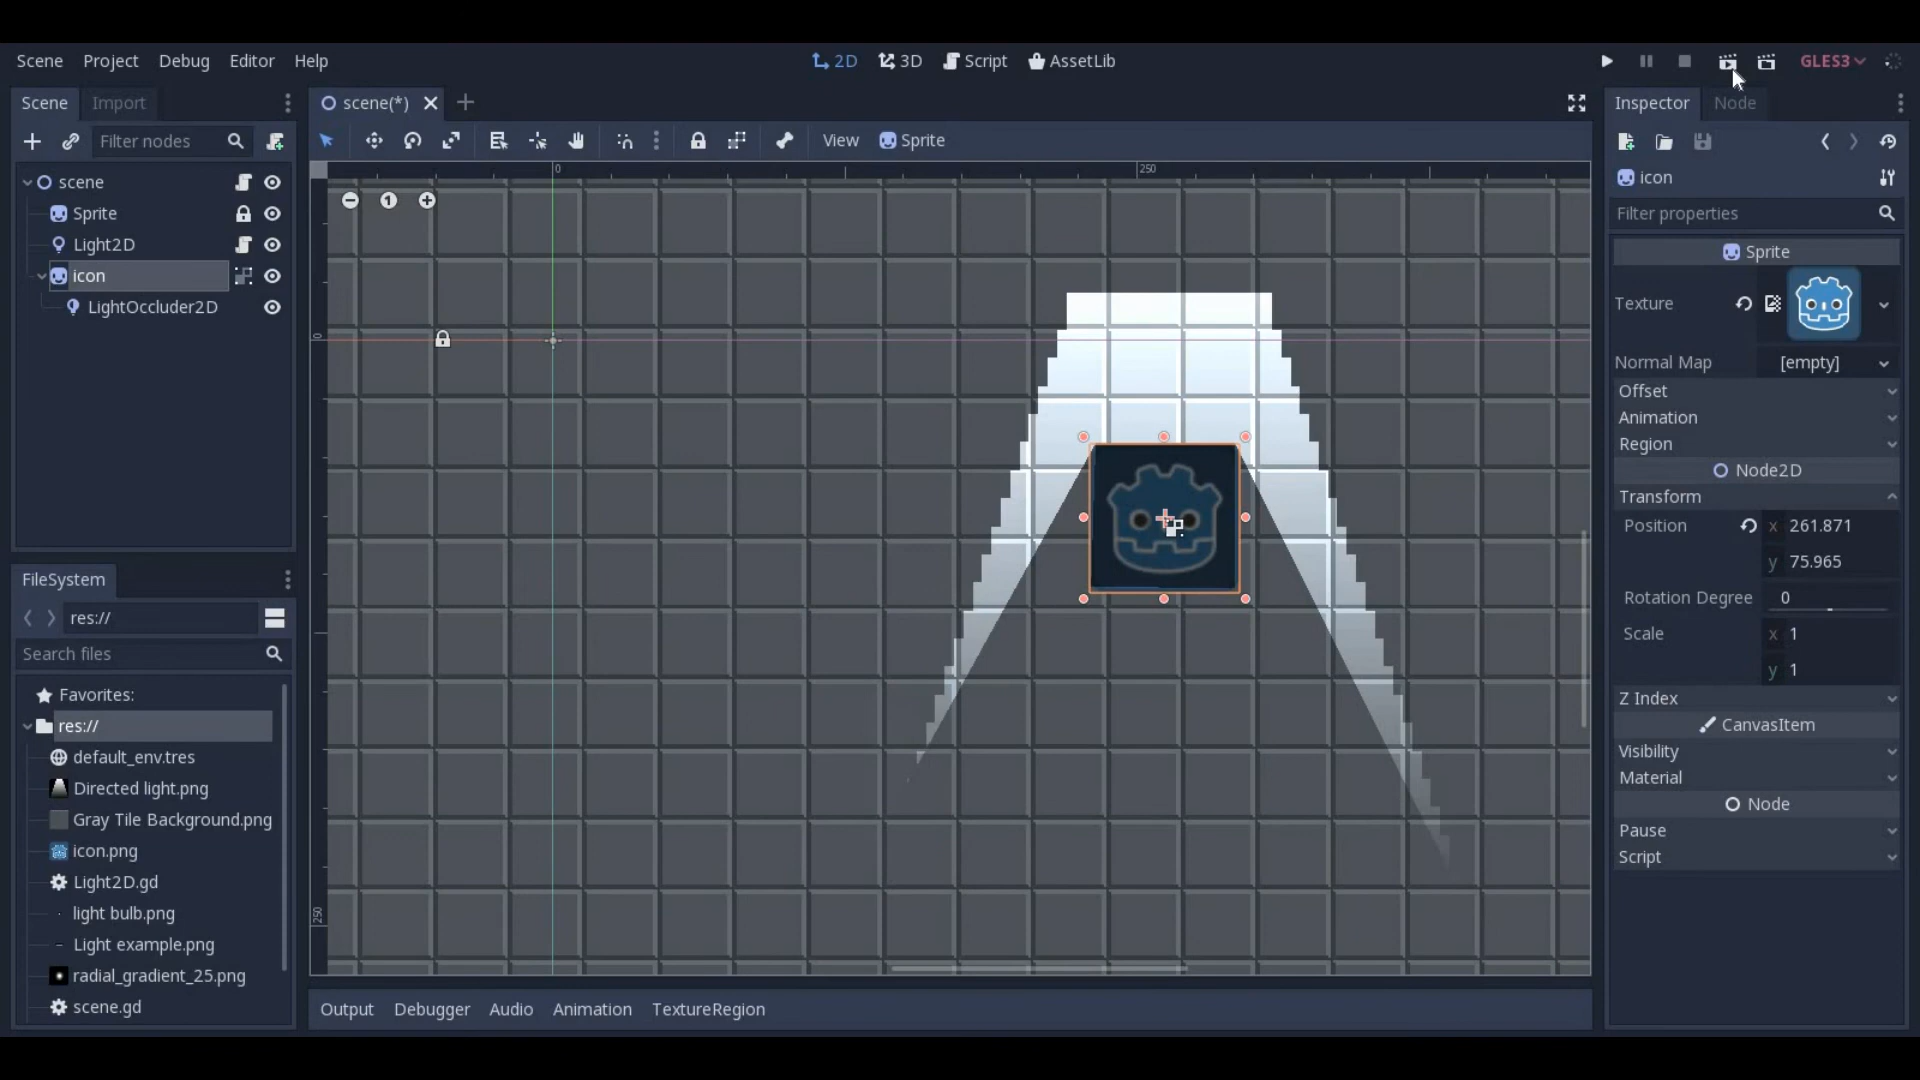 Scene Project Debug Editor Help 2D 3D Script AssetLib GLES3
Scene Import
scene(*)
Inspector Node
Filter nodes
View Sprite
scene
Sprite
Light2D
icon
LightOccluder2D
0 250
1
0
250
icon
Filter properties
Sprite
Texture
Normal Map [empty]
Offset
Animation
Region
Node2D
Transform
Position x 261.871
y 75.965
Rotation Degree 0
Scale x 1
y 1
Z Index
CanvasItem
Visibility
Material
Node
Pause
Script
FileSystem
res://
Search files
Favorites:
res://
default_env.tres
Directed light.png
Gray Tile Background.png
icon.png
Light2D.gd
light bulb.png
Light example.png
radial_gradient_25.png
scene.gd
Output Debugger Audio Animation TextureRegion